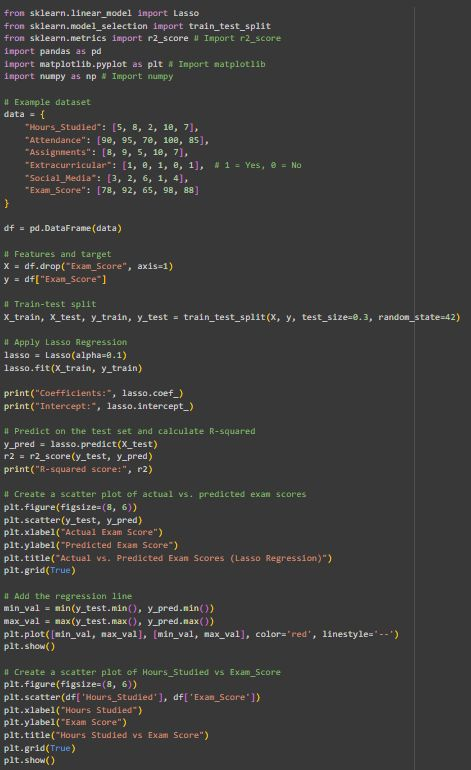 from sklearn.linear_model import Lasso
from sklearn.model_selection import train_test_split
from sklearn.metrics import r2_score # Import r2_score
import pandas as pd
import matplotlib.pyplot as plt # Import matplotlib
import numpy as np # Import numpy

# Example dataset
data = {
    "Hours_Studied": [5, 8, 2, 10, 7],
    "Attendance": [90, 95, 70, 100, 85],
    "Assignments": [8, 9, 5, 10, 7],
    "Extracurricular": [1, 0, 1, 0, 1],  # 1 = Yes, 0 = No
    "Social_Media": [3, 2, 6, 1, 4],
    "Exam_Score": [78, 92, 65, 98, 88]
}

df = pd.DataFrame(data)

# Features and target
X = df.drop("Exam_Score", axis=1)
y = df["Exam_Score"]

# Train-test split
X_train, X_test, y_train, y_test = train_test_split(X, y, test_size=0.3, random_state=42)

# Apply Lasso Regression
lasso = Lasso(alpha=0.1)
lasso.fit(X_train, y_train)

print("Coefficients:", lasso.coef_)
print("Intercept:", lasso.intercept_)

# Predict on the test set and calculate R-squared
y_pred = lasso.predict(X_test)
r2 = r2_score(y_test, y_pred)
print("R-squared score:", r2)

# Create a scatter plot of actual vs. predicted exam scores
plt.figure(figsize=(8, 6))
plt.scatter(y_test, y_pred)
plt.xlabel("Actual Exam Score")
plt.ylabel("Predicted Exam Score")
plt.title("Actual vs. Predicted Exam Scores (Lasso Regression)")
plt.grid(True)

# Add the regression line
min_val = min(y_test.min(), y_pred.min())
max_val = max(y_test.max(), y_pred.max())
plt.plot([min_val, max_val], [min_val, max_val], color='red', linestyle='--')
plt.show()

# Create a scatter plot of Hours_Studied vs Exam_Score
plt.figure(figsize=(8, 6))
plt.scatter(df['Hours_Studied'], df['Exam_Score'])
plt.xlabel("Hours Studied")
plt.ylabel("Exam Score")
plt.title("Hours Studied vs Exam Score")
plt.grid(True)
plt.show()